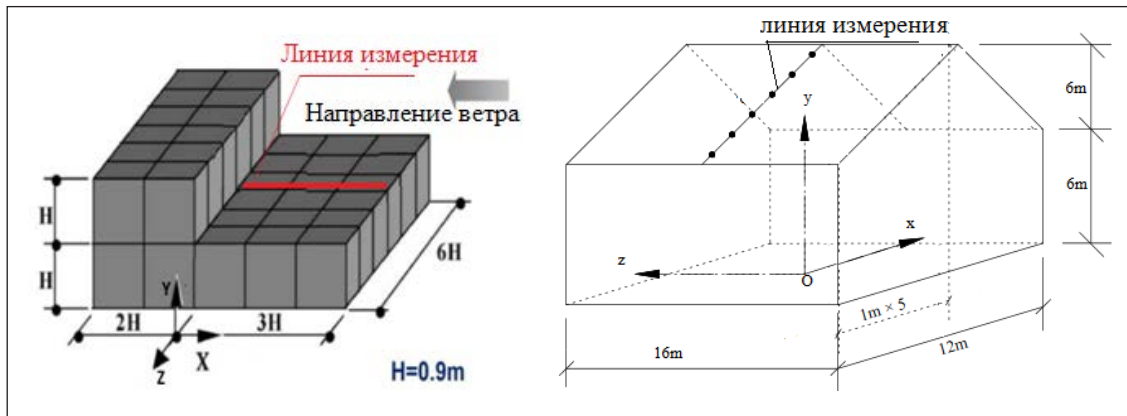 Линия измерения
Направление ветра
H
H
2H
3H
6H
Y
X
Z
H=0.9m
линия измерения
y
x
z
O
6m
6m
1m × 5
12m
16m